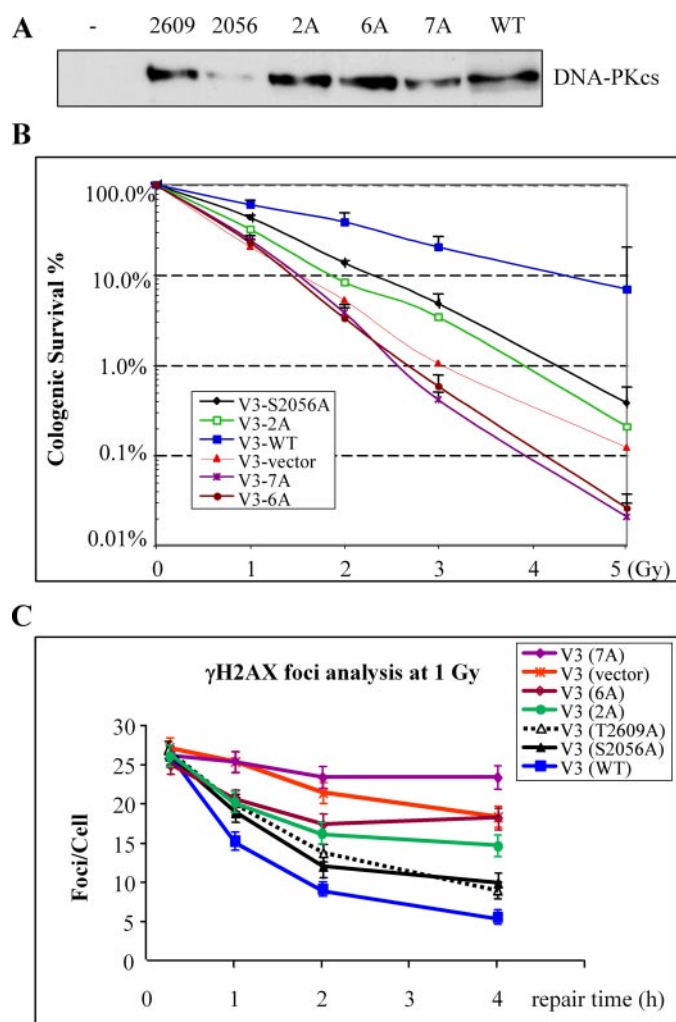 A
- 2609 2056 2A 6A 7A WT
DNA-PKcs
B
Cologenic Survival %
100.0%
10.0%
1.0%
0.1%
0.01%
V3-S2056A
V3-2A
V3-WT
V3-vector
V3-7A
V3-6A
0 1 2 3 4 5 (Gy)
C
γH2AX foci analysis at 1 Gy
V3 (7A)
V3 (vector)
V3 (6A)
V3 (2A)
V3 (T2609A)
V3 (S2056A)
V3 (WT)
Foci/Cell
30
25
20
15
10
5
0
0 1 2 3 4 repair time (h)